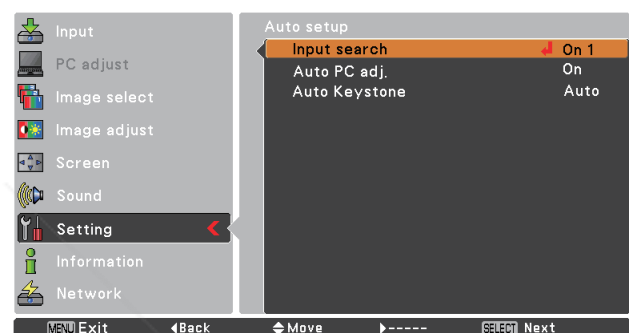 Input
PC adjust
Image select
Image adjust
Screen
Sound
Setting
Information
Network
Auto setup
Input search On 1
Auto PC adj. On
Auto Keystone Auto
MENU Exit Back Move ----- SELECT Next